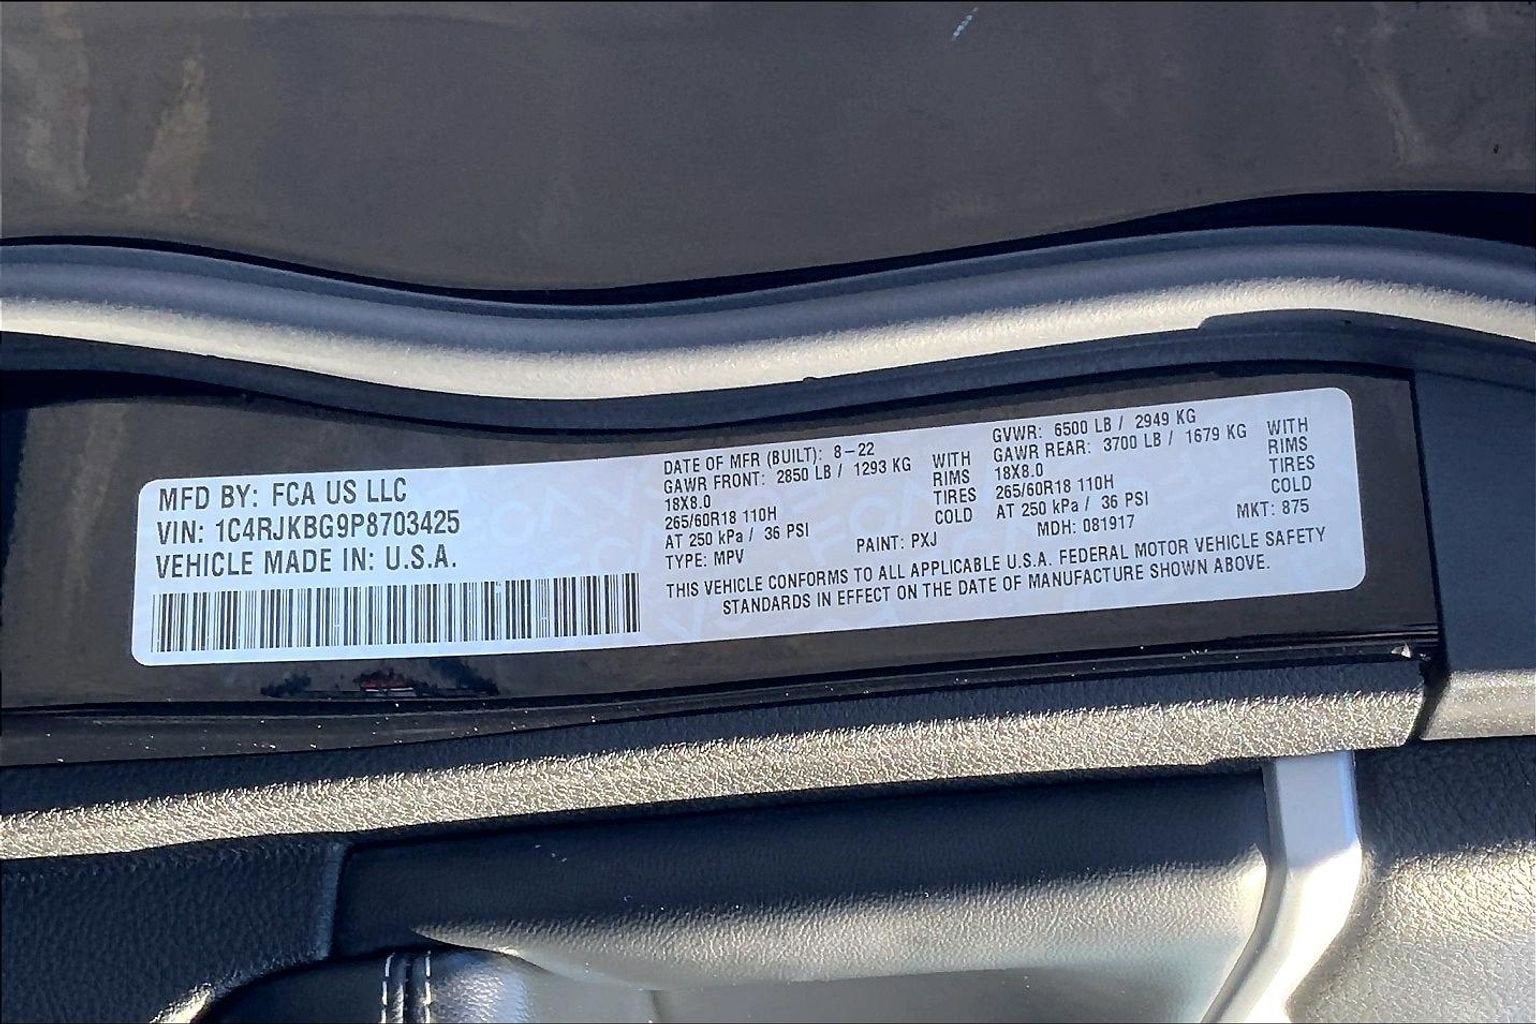 MFD BY: FCA US LLC
VIN: 1C4RJKBG9P8703425
VEHICLE MADE IN: U.S.A.
DATE OF MFR (BUILT): 8-22
GAWR FRONT: 2850 LB / 1293 KG WITH
18X8.0 RIMS
265/60R18 110H TIRES
AT 250 kPa / 36 PSI COLD
TYPE: MPV
PAINT: PXJ
GVWR: 6500 LB / 2949 KG
GAWR REAR: 3700 LB / 1679 KG WITH
18X8.0 RIMS
265/60R18 110H TIRES
AT 250 kPa / 36 PSI COLD
MDH: 081917 MKT: 875
THIS VEHICLE CONFORMS TO ALL APPLICABLE U.S.A. FEDERAL MOTOR VEHICLE SAFETY
STANDARDS IN EFFECT ON THE DATE OF MANUFACTURE SHOWN ABOVE.